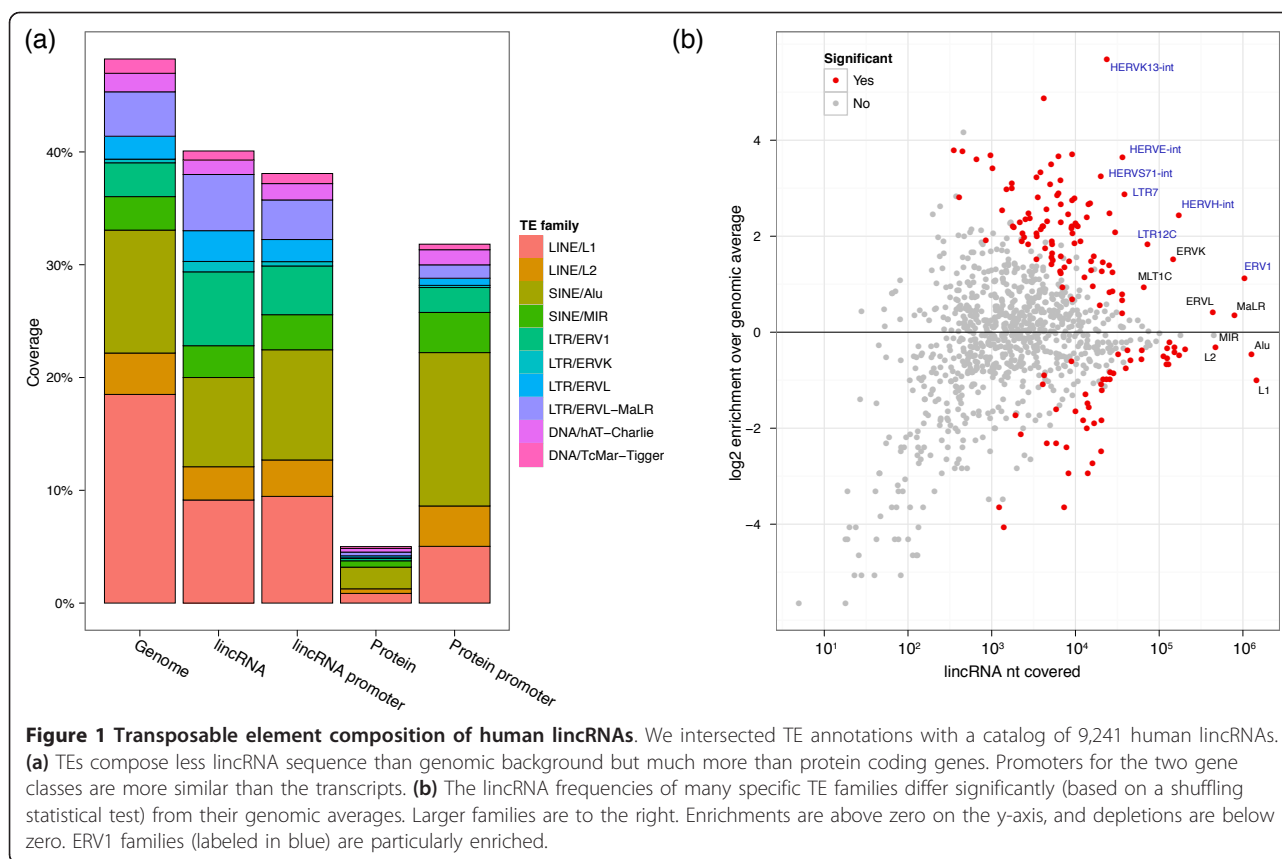 (a)
40%
30%
20%
10%
0%
Coverage
Genome
lincRNA
lincRNA promoter
Protein
Protein promoter
TE family
LINE/L1
LINE/L2
SINE/Alu
SINE/MIR
LTR/ERV1
LTR/ERVK
LTR/ERVL
LTR/ERVL−MaLR
DNA/hAT−Charlie
DNA/TcMar−Tigger
(b)
Significant
Yes
No
HERVK13-int
HERVE-int
HERVS71-int
LTR7
HERVH-int
LTR12C
ERVK
ERV1
MLT1C
ERVL
MaLR
MIR
Alu
L2
L1
4
2
0
−2
−4
log2 enrichment over genomic average
10¹
10²
10³
10⁴
10⁵
10⁶
lincRNA nt covered
Figure 1 Transposable element composition of human lincRNAs. We intersected TE annotations with a catalog of 9,241 human lincRNAs.
(a) TEs compose less lincRNA sequence than genomic background but much more than protein coding genes. Promoters for the two gene
classes are more similar than the transcripts. (b) The lincRNA frequencies of many specific TE families differ significantly (based on a shuffling
statistical test) from their genomic averages. Larger families are to the right. Enrichments are above zero on the y-axis, and depletions are below
zero. ERV1 families (labeled in blue) are particularly enriched.